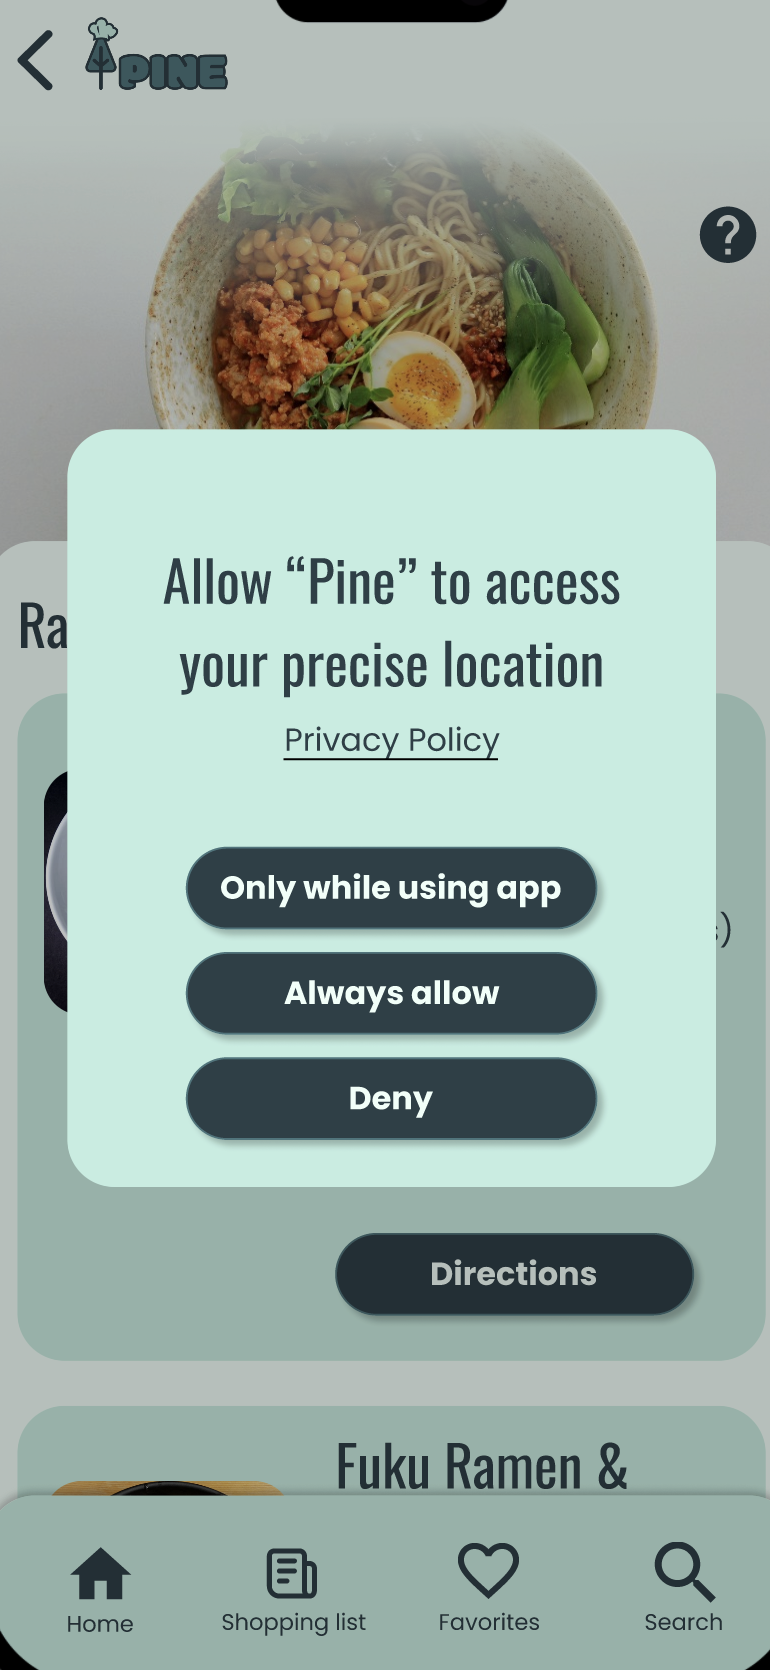 PINE
?
Allow “Pine” to access
your precise location
Privacy Policy
Only while using app
Always allow
Deny
Directions
Fuku Ramen &
Home
Shopping list
Favorites
Search